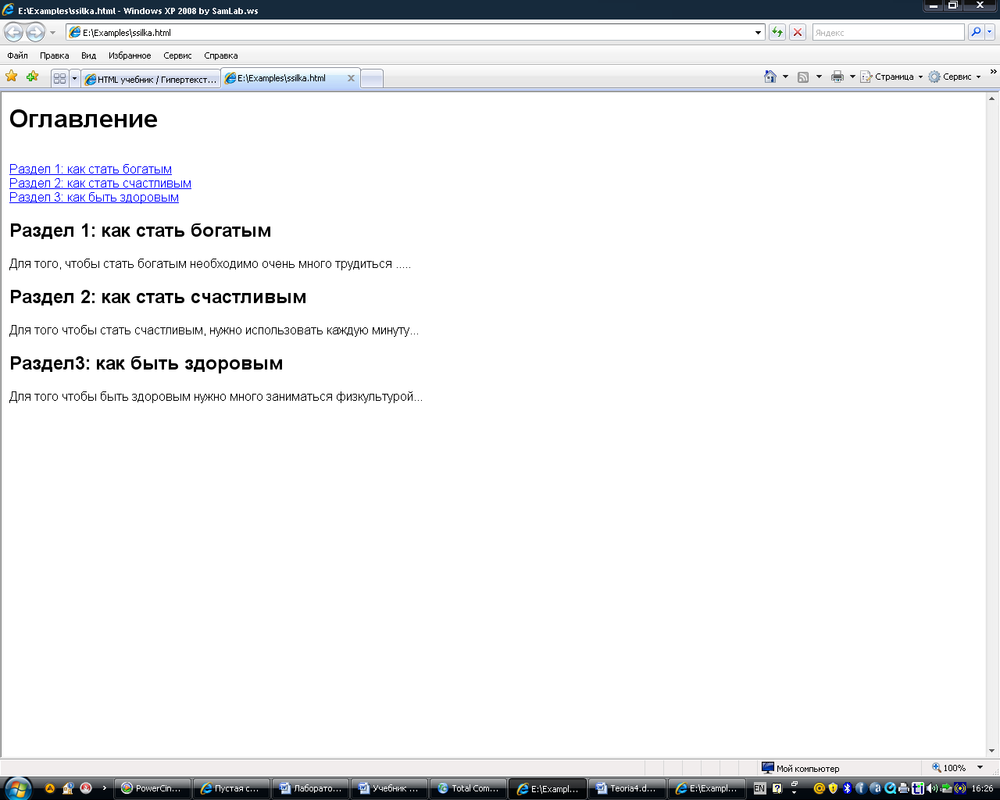 E:\Examples\ssilka.html - Windows XP 2008 by SamLab.ws
E:\Examples\ssilka.html
Яндекс
Файл Правка Вид Избранное Сервис Справка
HTML учебник / Гипертекст... E:\Examples\ssilka.html Страница Сервис
Оглавление
Раздел 1: как стать богатым
Раздел 2: как стать счастливым
Раздел 3: как быть здоровым
Раздел 1: как стать богатым
Для того, чтобы стать богатым необходимо очень много трудиться .....
Раздел 2: как стать счастливым
Для того чтобы стать счастливым, нужно использовать каждую минуту...
Раздел3: как быть здоровым
Для того чтобы быть здоровым нужно много заниматься физкультурой...
Мой компьютер 100%
PowerCin... Пустая с... Лаборато... Учебник ... Total Com... E:\Exampl... Teoria4.d... E:\Exampl... EN 16:26